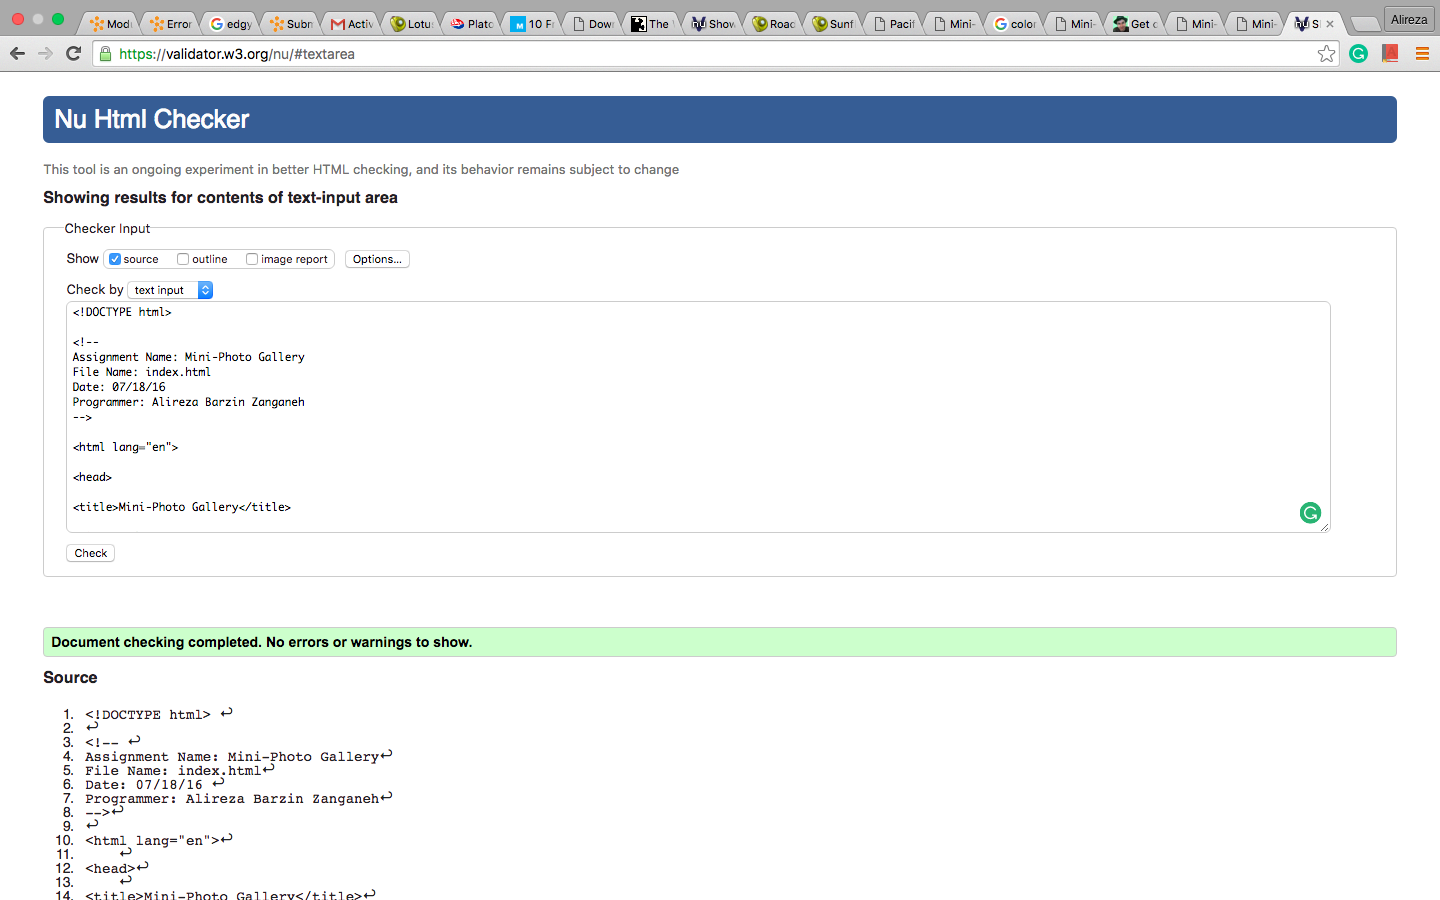 Modu
Error
edgy
Subm
Activ
Lotu
Plato
10 Fr
Dow
The
Show
Road
Sunf
Pacif
Mini-
color
Mini-
Get c
Mini-
Mini-
Alireza
https://validator.w3.org/nu/#textarea
Nu Html Checker
This tool is an ongoing experiment in better HTML checking, and its behavior remains subject to change
Showing results for contents of text-input area
Checker Input
Show source outline image report Options...
Check by text input
<!DOCTYPE html>
<!--
Assignment Name: Mini-Photo Gallery
File Name: index.html
Date: 07/18/16
Programmer: Alireza Barzin Zanganeh
-->
<html lang="en">
<head>
<title>Mini-Photo Gallery</title>
Check
Document checking completed. No errors or warnings to show.
Source
1. <!DOCTYPE html> ↩
2. ↩
3. <!-- ↩
4. Assignment Name: Mini-Photo Gallery↩
5. File Name: index.html↩
6. Date: 07/18/16 ↩
7. Programmer: Alireza Barzin Zanganeh↩
8. -->↩
9. ↩
10. <html lang="en">↩
11. ↩
12. <head>↩
13. ↩
14. <title>Mini-Photo Gallery</title>↩